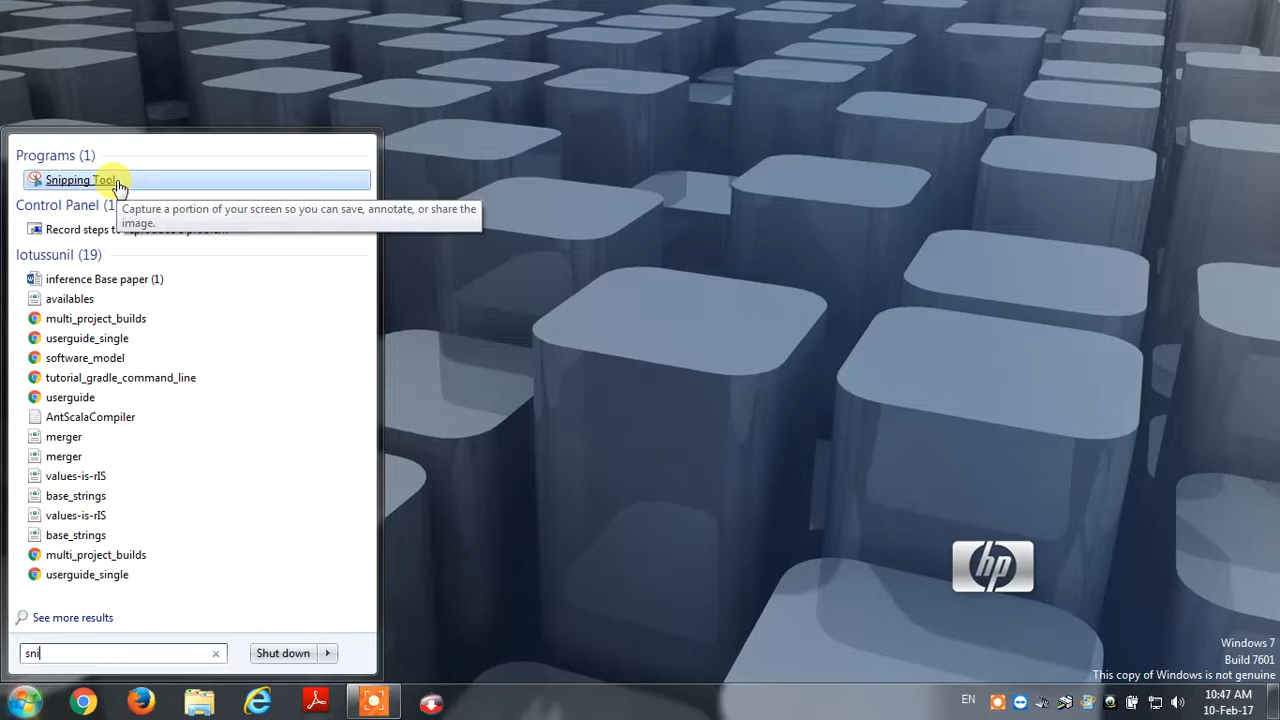 Programs (1)
Snipping Tool
Capture a portion of your screen so you can save, annotate, or share the
image.
Control Panel (1
Record steps to reproduce a problem
lotussunil (19)
inference Base paper (1)
availables
multi_project_builds
userguide_single
software_model
tutorial_gradle_command_line
userguide
AntScalaCompiler
merger
merger
values-is-rIS
base_strings
values-is-rIS
base_strings
multi_project_builds
userguide_single
See more results
sni
Shut down
hp
Windows 7
Build 7601
This copy of Windows is not genuine
EN
10:47 AM
10-Feb-17